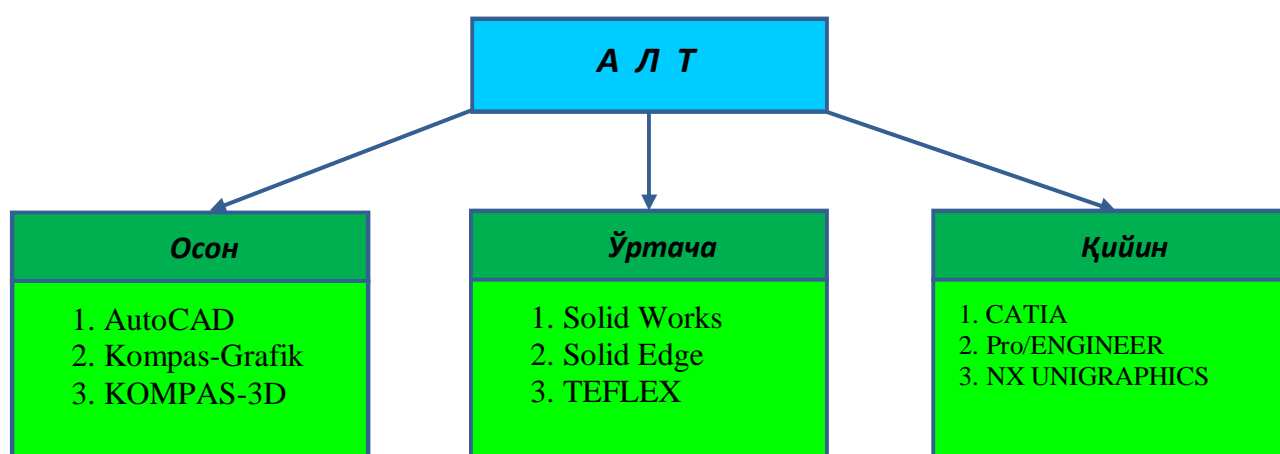 А Л Т
Осон
1. AutoCAD
2. Kompas-Grafik
3. KOMPAS-3D
Ўртача
1. Solid Works
2. Solid Edge
3. TEFLEX
Қийин
1. CATIA
2. Pro/ENGINEER
3. NX UNIGRAPHICS